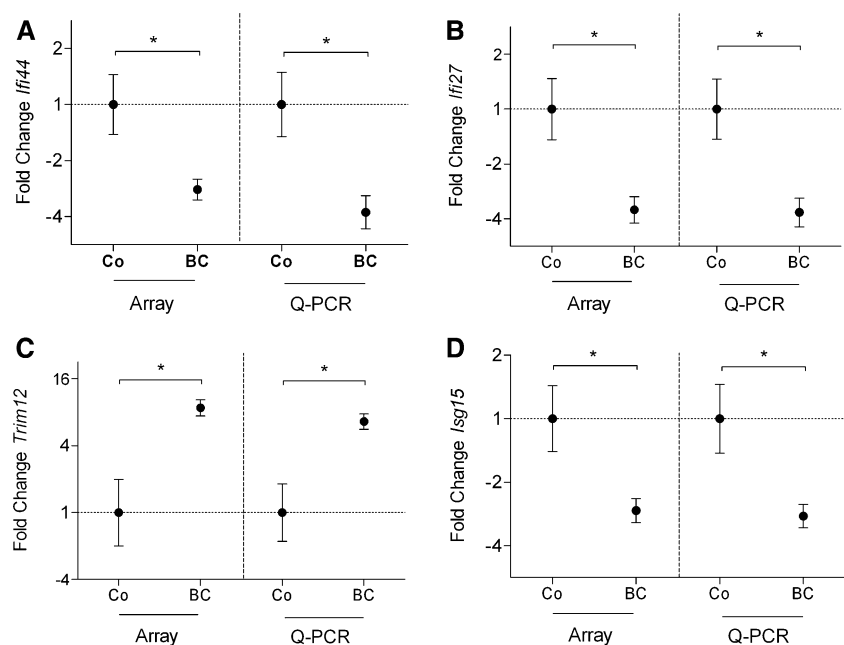 A
Fold Change Ifi44
2
1
-2
-4
*
*
Co BC Co BC
Array Q-PCR
B
Fold Change Ifi27
2
1
-2
-4
*
*
Co BC Co BC
Array Q-PCR
C
Fold Change Trim12
16
4
1
-4
*
*
Co BC Co BC
Array Q-PCR
D
Fold Change Isg15
2
1
-2
-4
*
*
Co BC Co BC
Array Q-PCR